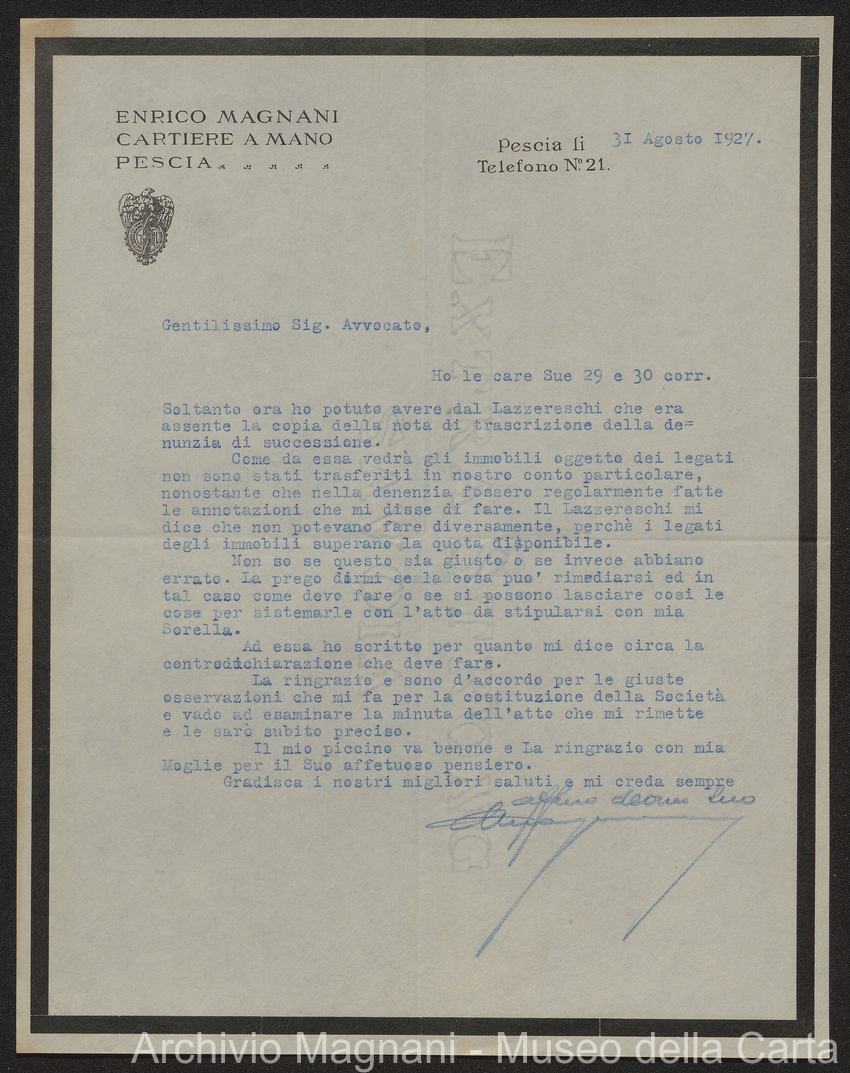 ENRICO MAGNANI
CARTIERE A MANO
PESCIA
Pescia li 31 Agosto 1927.
Telefono N.º 21.
Gentilissimo Sig. Avvocato,
Ho le care Sue 29 e 30 corr.
Soltanto ora ho potuto avere dal Lazzereschi che era
assente la copia della nota di trascrizione della de=
nunzia di successione.
Come da essa vedrà gli immobili oggetto dei legati
non sono stati trasferiti in nostro conto particolare,
nonostante che nella denenzia fossero regolarmente fatte
le annotazioni che mi disse di fare. Il Lazzereschi mi
dice che non potevano fare diversamente, perchè i legati
degli immobili superano la quota disponibile.
Non so se questo sia giusto o se invece abbiano
errato. La prego dirmi se la cosa puo' rimediarsi ed in
tal caso come devo fare o se si possono lasciare cosi le
cose per sistemarle con l'atto da stipularsi con mia
Sorella.
Ad essa ho scritto per quanto mi dice circa la
controdichiarazione che deve fare.
La ringrazio e sono d'accordo per le giuste
osservazioni che mi fa per la costituzione della Società
e vado ad esaminare la minuta dell'atto che mi rimette
e le sarò subito preciso.
Il mio piccino va benone e La ringrazio con mia
Moglie per il Suo affetuoso pensiero.
Gradisca i nostri migliori saluti e mi creda sempre
Suo
EXTRA STRONG
Archivio Magnani - Museo della Carta